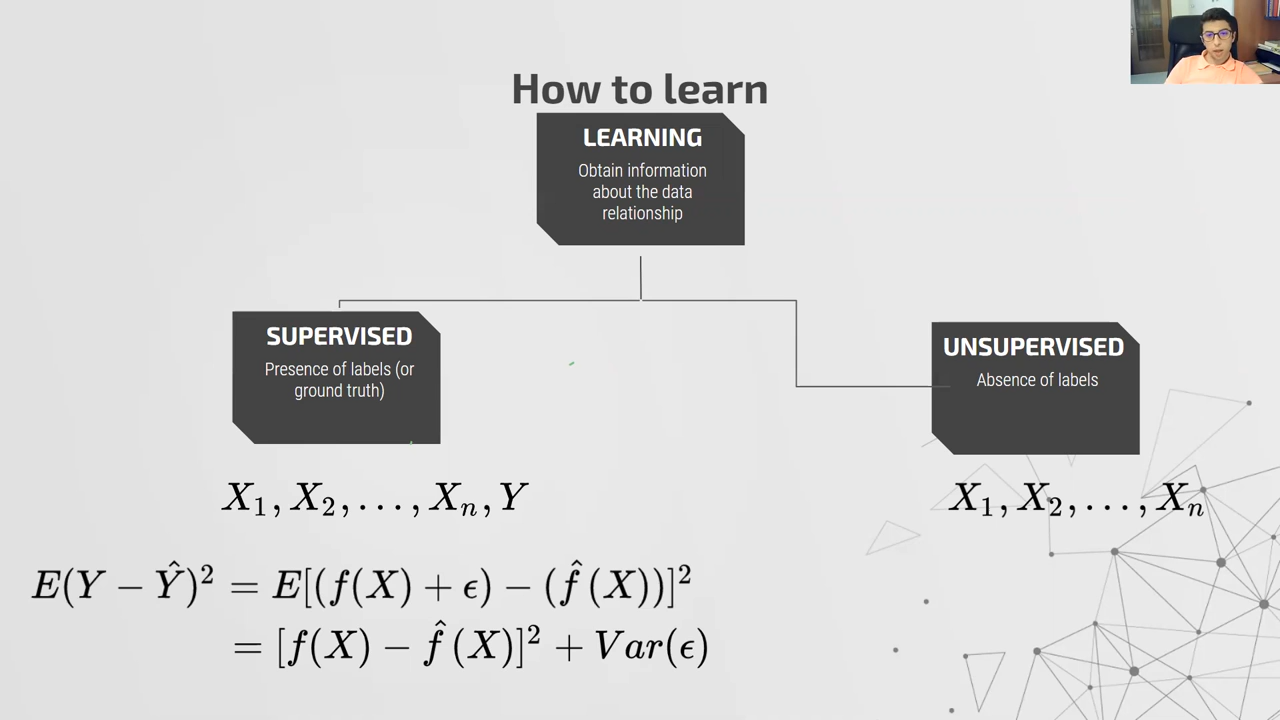 How to learn
LEARNING
Obtain information
about the data
relationship
SUPERVISED
Presence of labels (or
ground truth)
UNSUPERVISED
Absence of labels
X₁, X₂, . . . , Xₙ, Y
X₁, X₂, . . . , Xₙ
E(Y − Ŷ)² = E[(f(X) + ϵ) − (f̂(X))]²
= [f(X) − f̂(X)]² + Var(ϵ)